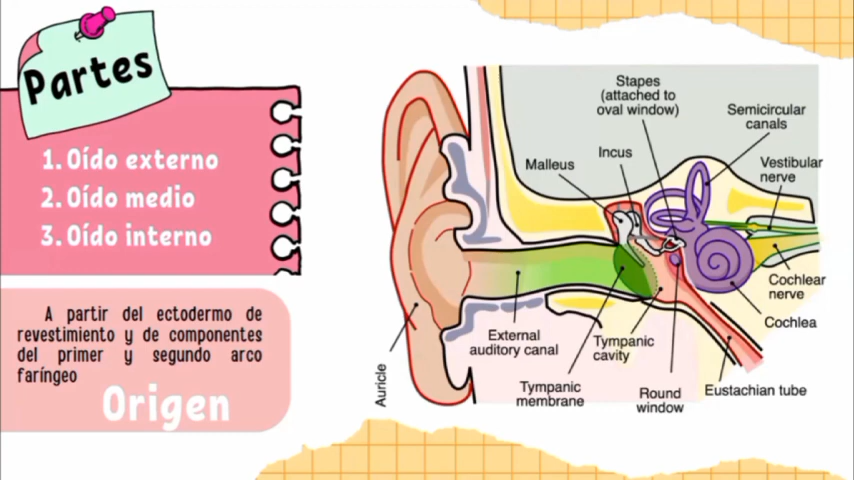 Partes
1. Oído externo
2. Oído medio
3. Oído interno
A partir del ectodermo de
revestimiento y de componentes
del primer y segundo arco
faríngeo
Origen
Stapes
(attached to
oval window)
Semicircular
canals
Malleus
Incus
Vestibular
nerve
Cochlear
nerve
Cochlea
External
auditory canal
Tympanic
cavity
Auricle
Tympanic
membrane
Round
window
Eustachian tube